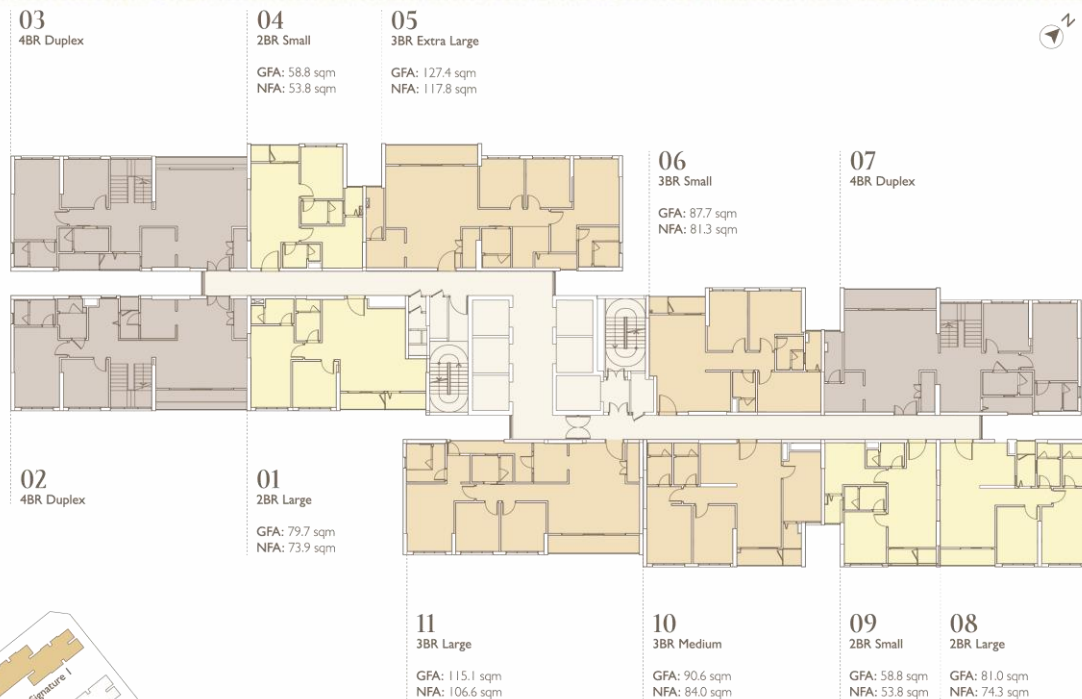 03
4BR Duplex
04
2BR Small
GFA: 58.8 sqm
NFA: 53.8 sqm
05
3BR Extra Large
GFA: 127.4 sqm
NFA: 117.8 sqm
N
06
3BR Small
GFA: 87.7 sqm
NFA: 81.3 sqm
07
4BR Duplex
02
4BR Duplex
01
2BR Large
GFA: 79.7 sqm
NFA: 73.9 sqm
11
3BR Large
GFA: 115.1 sqm
NFA: 106.6 sqm
10
3BR Medium
GFA: 90.6 sqm
NFA: 84.0 sqm
09
2BR Small
GFA: 58.8 sqm
NFA: 53.8 sqm
08
2BR Large
GFA: 81.0 sqm
NFA: 74.3 sqm
Signature 1